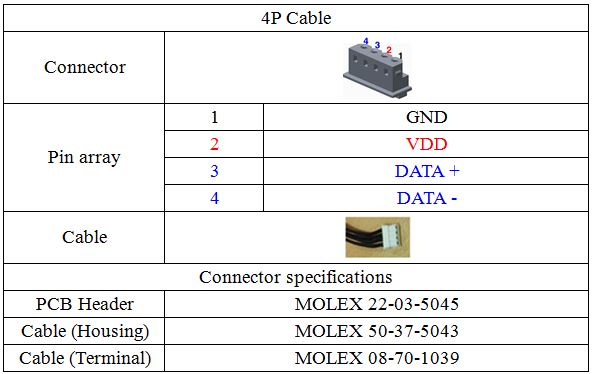 4P Cable
Connector
4 3 2 1
Pin array
1 GND
2 VDD
3 DATA +
4 DATA -
Cable
Connector specifications
PCB Header MOLEX 22-03-5045
Cable (Housing) MOLEX 50-37-5043
Cable (Terminal) MOLEX 08-70-1039